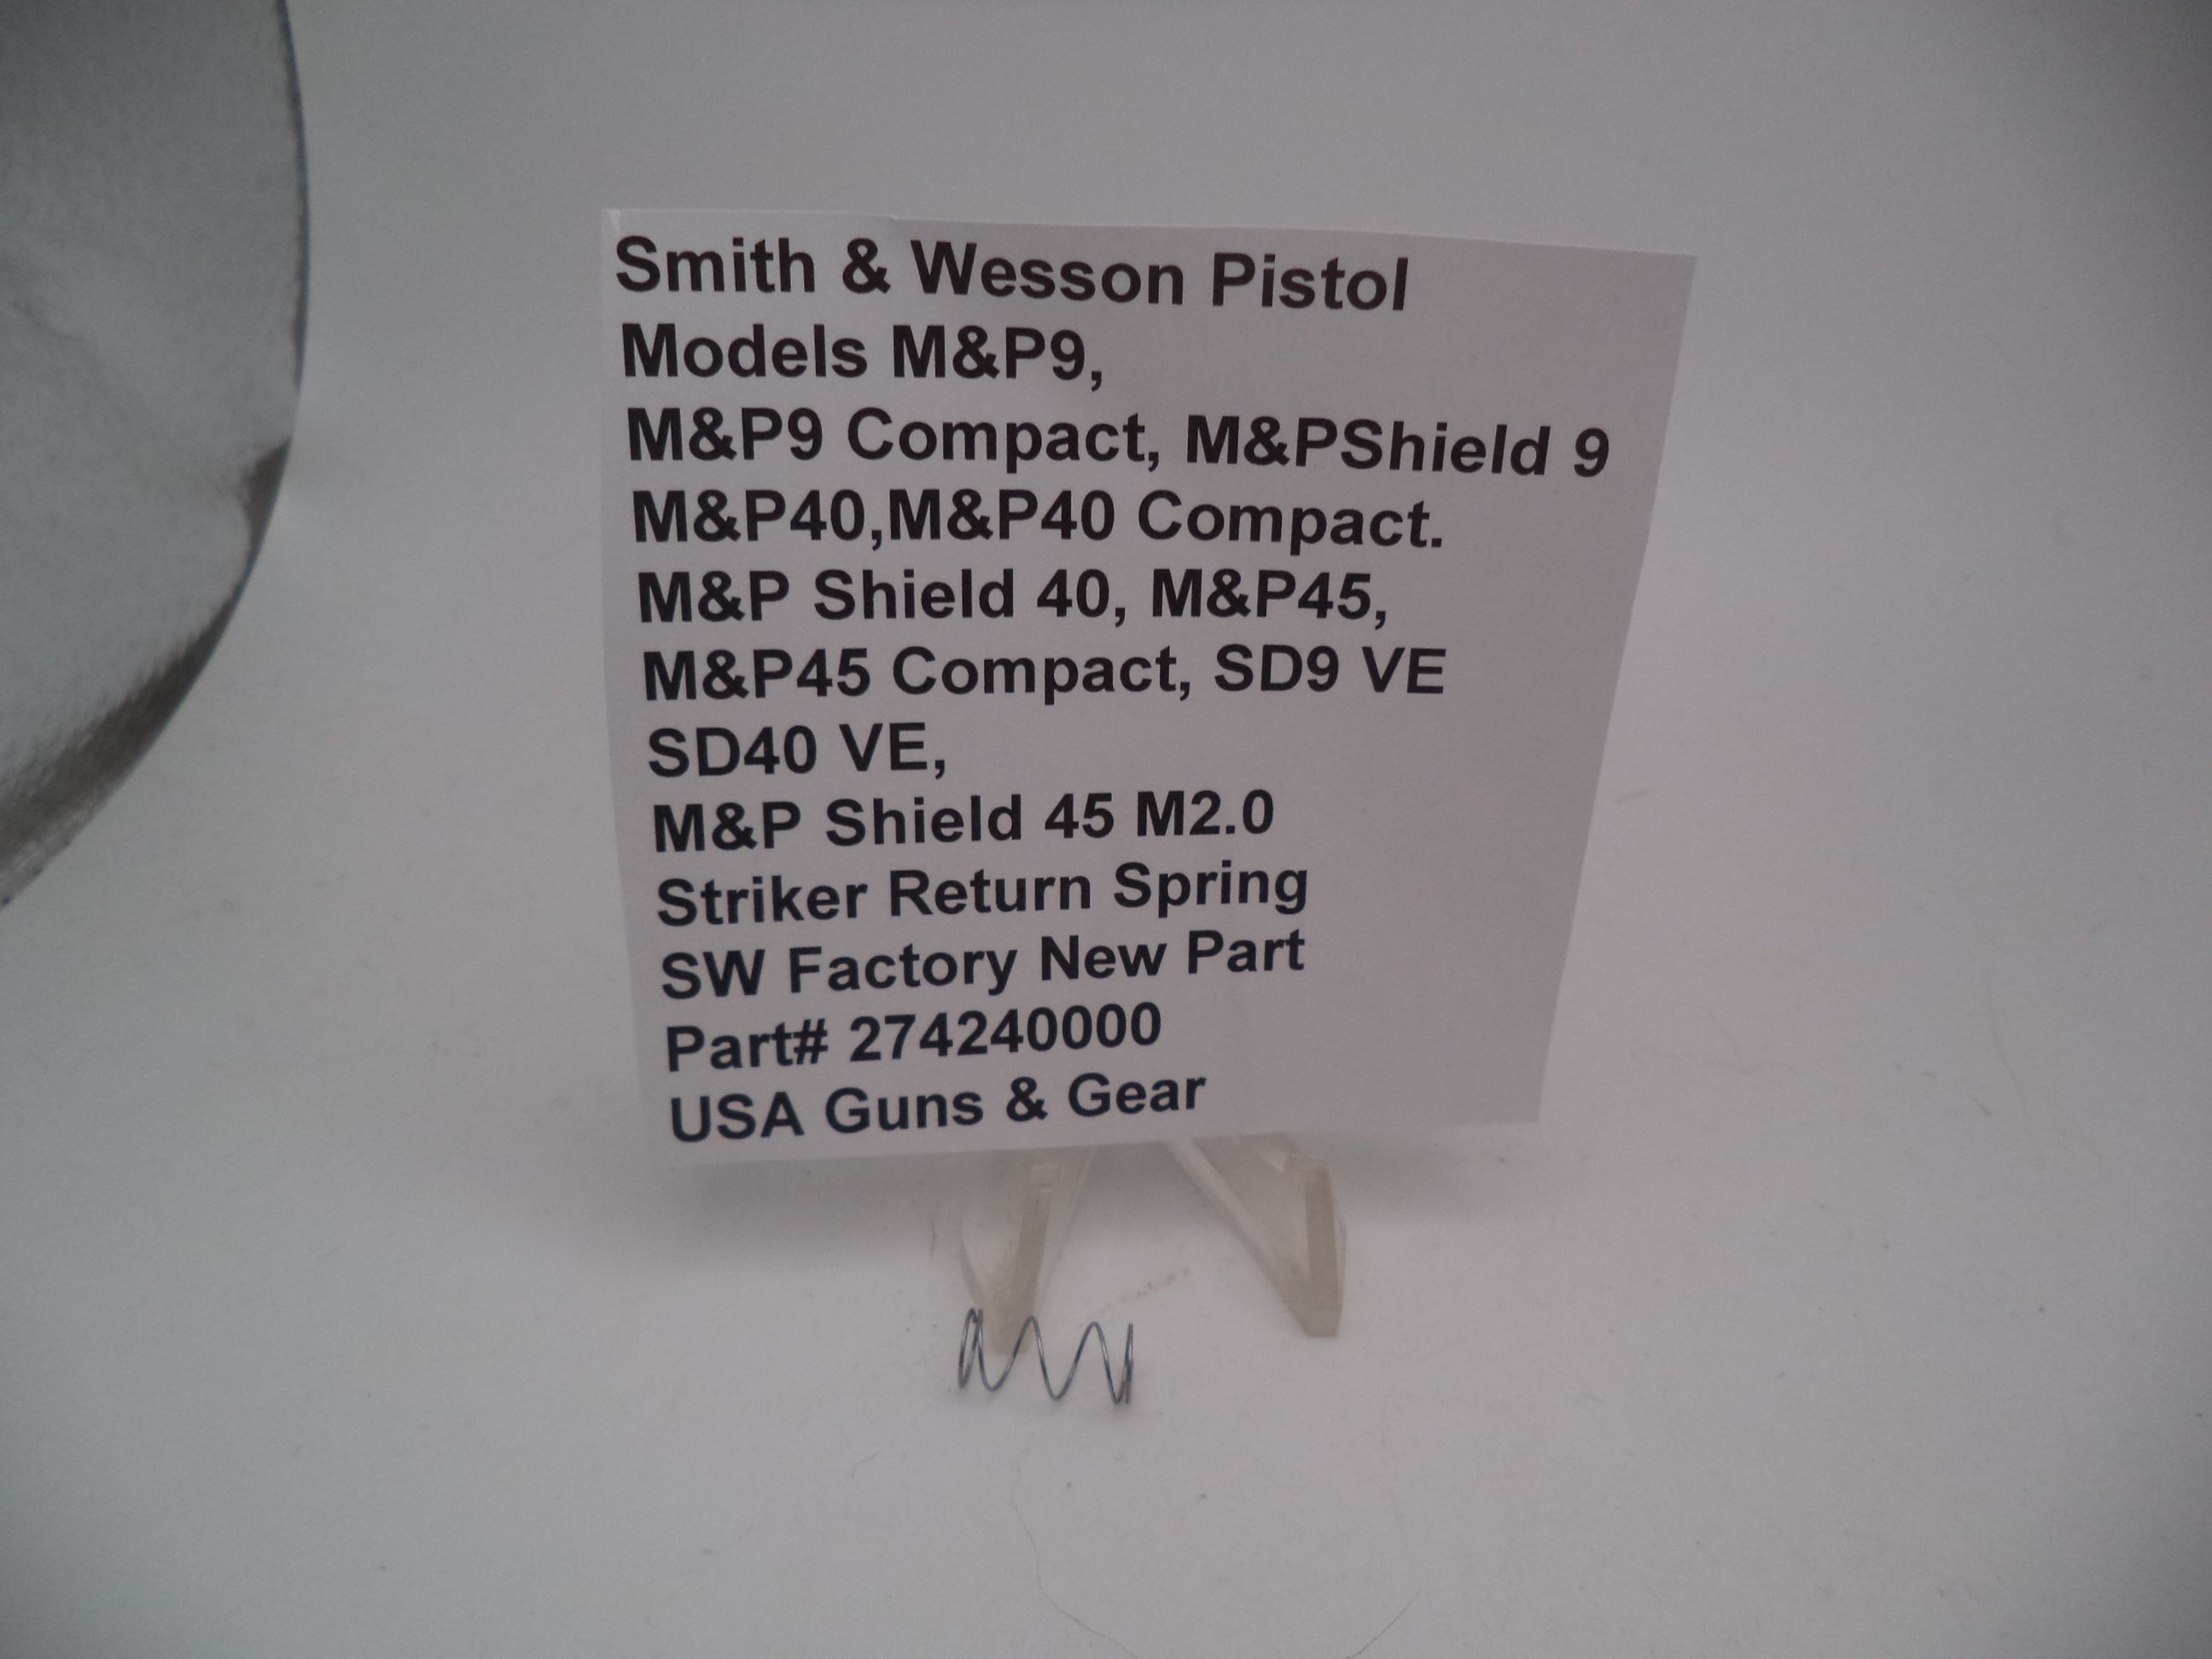 Smith & Wesson Pistol
Models M&P9,
M&P9 Compact, M&PShield 9
M&P40,M&P40 Compact.
M&P Shield 40, M&P45,
M&P45 Compact, SD9 VE
SD40 VE,
M&P Shield 45 M2.0
Striker Return Spring
SW Factory New Part
Part# 274240000
USA Guns & Gear